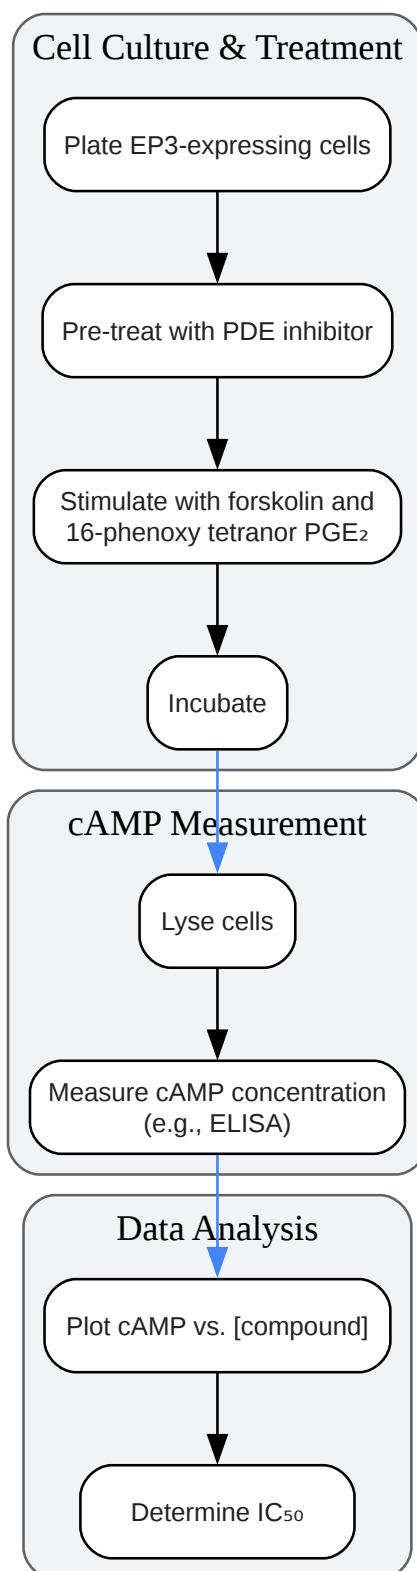 Cell Culture & Treatment
Plate EP3-expressing cells
Pre-treat with PDE inhibitor
Stimulate with forskolin and
16-phenoxy tetranor PGE₂
Incubate
cAMP Measurement
Lyse cells
Measure cAMP concentration
(e.g., ELISA)
Data Analysis
Plot cAMP vs. [compound]
Determine IC₅₀